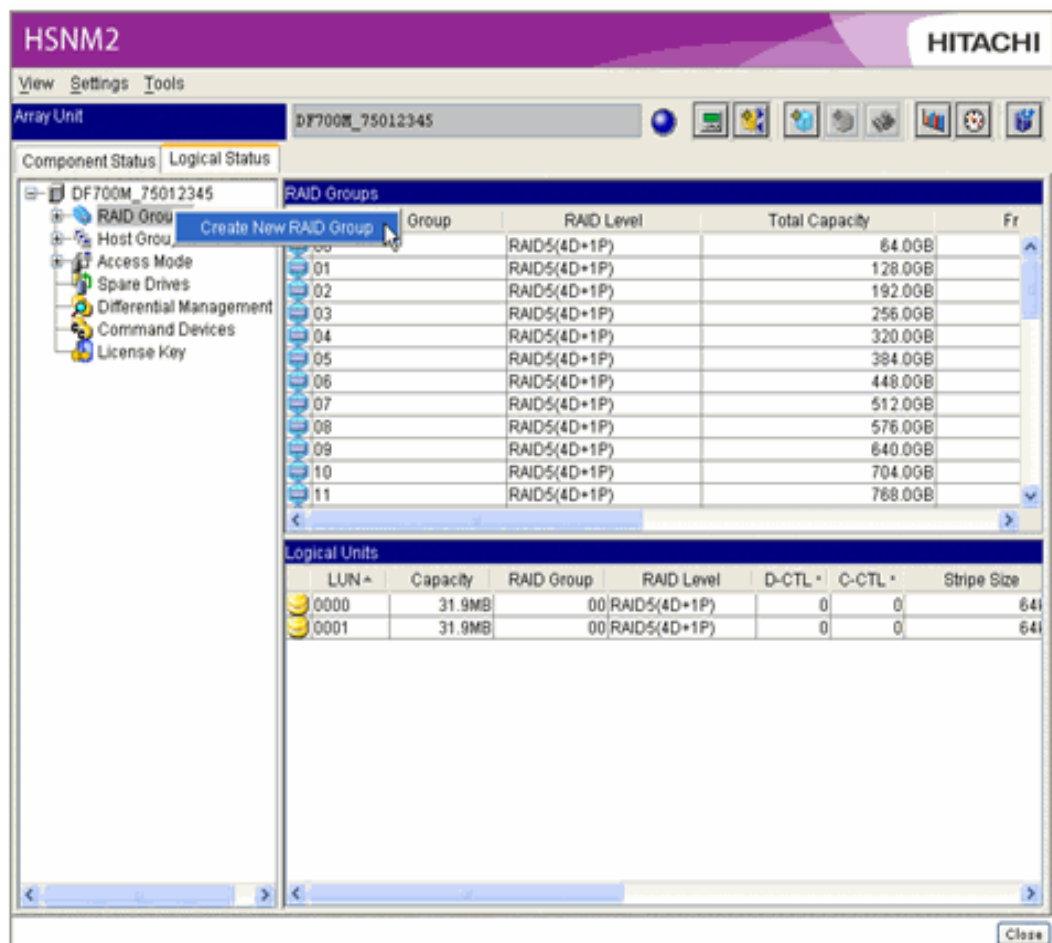 HSNM2
HITACHI
View Settings Tools
Array Unit
DF700M_75012345
Component Status Logical Status
DF700M_75012345
RAID Grou
Create New RAID Group
Host Grou
Access Mode
Spare Drives
Differential Management
Command Devices
License Key
RAID Groups
Group RAID Level Total Capacity Fr
00 RAID5(4D+1P) 64.0GB
01 RAID5(4D+1P) 128.0GB
02 RAID5(4D+1P) 192.0GB
03 RAID5(4D+1P) 256.0GB
04 RAID5(4D+1P) 320.0GB
05 RAID5(4D+1P) 384.0GB
06 RAID5(4D+1P) 448.0GB
07 RAID5(4D+1P) 512.0GB
08 RAID5(4D+1P) 576.0GB
09 RAID5(4D+1P) 640.0GB
10 RAID5(4D+1P) 704.0GB
11 RAID5(4D+1P) 768.0GB
Logical Units
LUN Capacity RAID Group RAID Level D-CTL * C-CTL * Stripe Size
0000 31.9MB 00 RAID5(4D+1P) 0 0 64k
0001 31.9MB 00 RAID5(4D+1P) 0 0 64k
Close